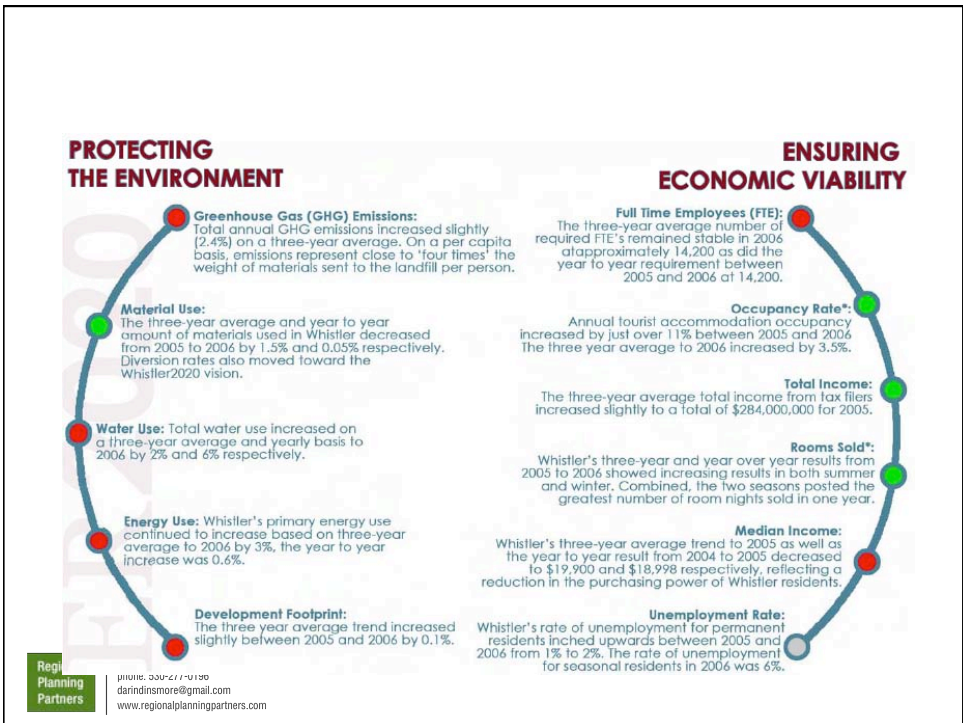 PROTECTING
THE ENVIRONMENT
Greenhouse Gas (GHG) Emissions:
Total annual GHG emissions increased slightly
(2.4%) on a three-year average. On a per capita
basis, emissions represent close to 'four times' the
weight of materials sent to the landfill per person.
Material Use:
The three-year average and year to year
amount of materials used in Whistler decreased
from 2005 to 2006 by 1.5% and 0.05% respectively.
Diversion rates also moved toward the
Whistler2020 vision.
Water Use: Total water use increased on
a three-year average and yearly basis to
2006 by 2% and 6% respectively.
Energy Use: Whistler's primary energy use
continued to increase based on three-year
average to 2006 by 3%, the year to year
increase was 0.6%.
Development Footprint:
The three year average trend increased
slightly between 2005 and 2006 by 0.1%.
ENSURING
ECONOMIC VIABILITY
Full Time Employees (FTE):
The three-year average number of
required FTE's remained stable in 2006
atapproximately 14,200 as did the
year to year requirement between
2005 and 2006 at 14,200.
Occupancy Rate*:
Annual tourist accommodation occupancy
increased by just over 11% between 2005 and 2006
The three year average to 2006 increased by 3.5%.
Total Income:
The three-year average total income from tax filers
increased slightly to a total of $284,000,000 for 2005.
Rooms Sold*:
Whistler's three-year and year over year results from
2005 to 2006 showed increasing results in both summer
and winter. Combined, the two seasons posted the
greatest number of room nights sold in one year.
Median Income:
Whistler's three-year average trend to 2005 as well as
the year to year result from 2004 to 2005 decreased
to $19,900 and $18,998 respectively, reflecting a
reduction in the purchasing power of Whistler residents.
Unemployment Rate:
Whistler's rate of unemployment for permanent
residents inched upwards between 2005 and
2006 from 1% to 2%. The rate of unemployment
for seasonal residents in 2006 was 6%.
Regi
Planning
Partners
phone: 530-277-0196
darindinsmore@gmail.com
www.regionalplanningpartners.com